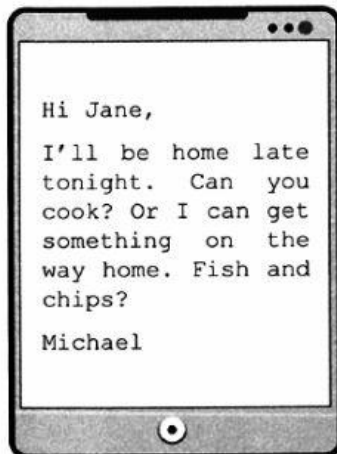 Hi Jane,
I'll be home late
tonight. Can you
cook? Or I can get
something on the
way home. Fish and
chips?
Michael